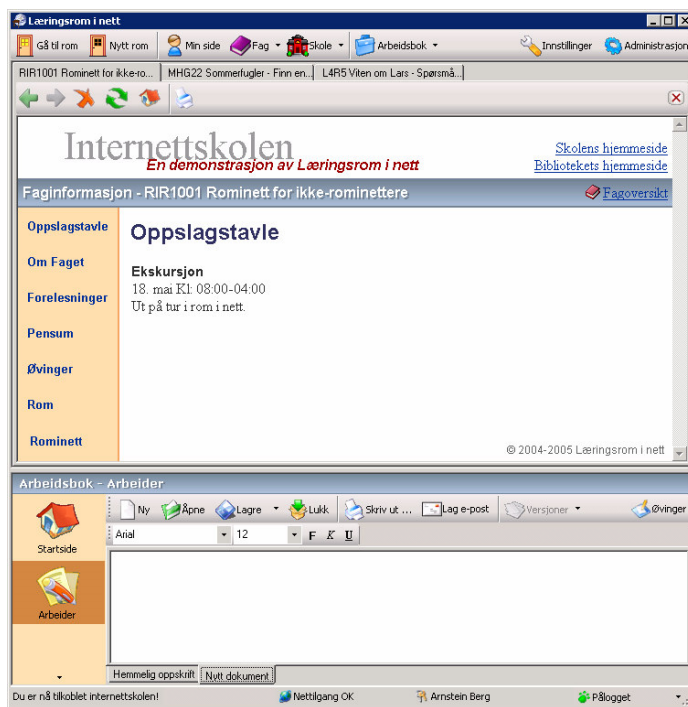 Læringsrom i nett
Gå til rom Nytt rom Min side Fag Skole Arbeidsbok Innstillinger Administrasjon
RIR1001 Rominett for ikke-ro... MHG22 Sommerfugler - Finn en... L4R5 Viten om Lars - Spørsmå...
Internettskolen
En demonstrasjon av Læringsrom i nett
Skolens hjemmeside
Bibliotekets hjemmeside
Faginformasjon - RIR1001 Rominett for ikke-rominettere Fagoversikt
Oppslagstavle
Om Faget
Forelesninger
Pensum
Øvinger
Rom
Rominett
Oppslagstavle
Ekskursjon
18. mai Kl: 08:00-04:00
Ut på tur i rom i nett.
© 2004-2005 Læringsrom i nett
Arbeidsbok - Arbeider
Startside
Arbeider
Ny Åpne Lagre Lukk Skriv ut ... Lag e-post Versjoner Øvinger
Arial 12 F K U
Hemmelig oppskrift Nytt dokument
Du er nå tilkoblet internettskolen! Nettilgang OK Arnstein Berg Pålogget